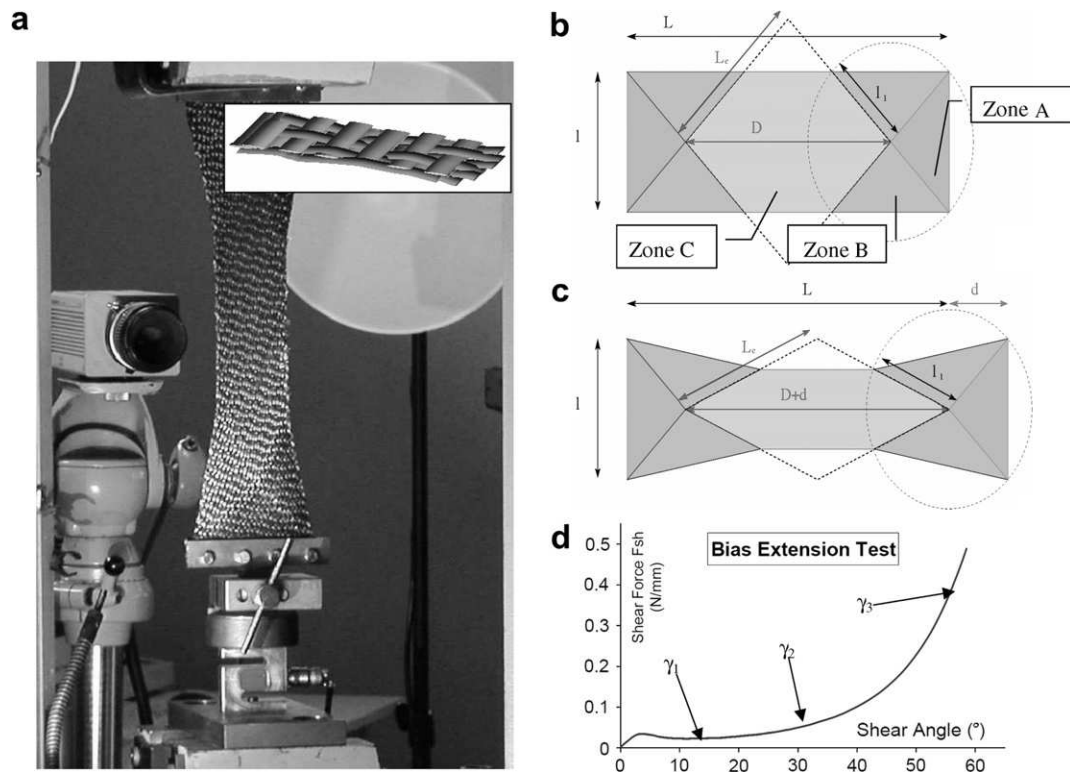 a
b
L
Lc
l₁
D
l
Zone A
Zone C
Zone B
c
L
d
Lc
l₁
D+d
l
d
Bias Extension Test
Shear Force Fsh
(N/mm)
0.5
0.4
0.3
0.2
0.1
0
γ₁
γ₂
γ₃
Shear Angle (°)
0 10 20 30 40 50 60